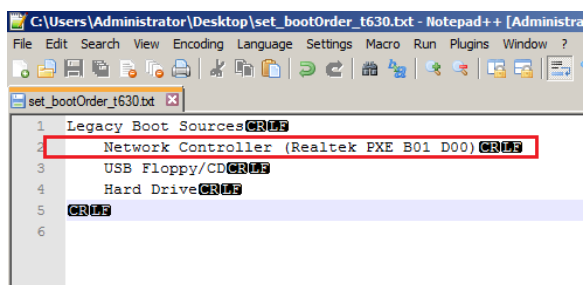 C:\Users\Administrator\Desktop\set_bootOrder_t630.txt - Notepad++ [Administra
File Edit Search View Encoding Language Settings Macro Run Plugins Window ?
set_bootOrder_t630.txt
1 Legacy Boot SourcesCRLF
2 Network Controller (Realtek PXE B01 D00)CRLF
3 USB Floppy/CDCRLF
4 Hard DriveCRLF
5 CRLF
6